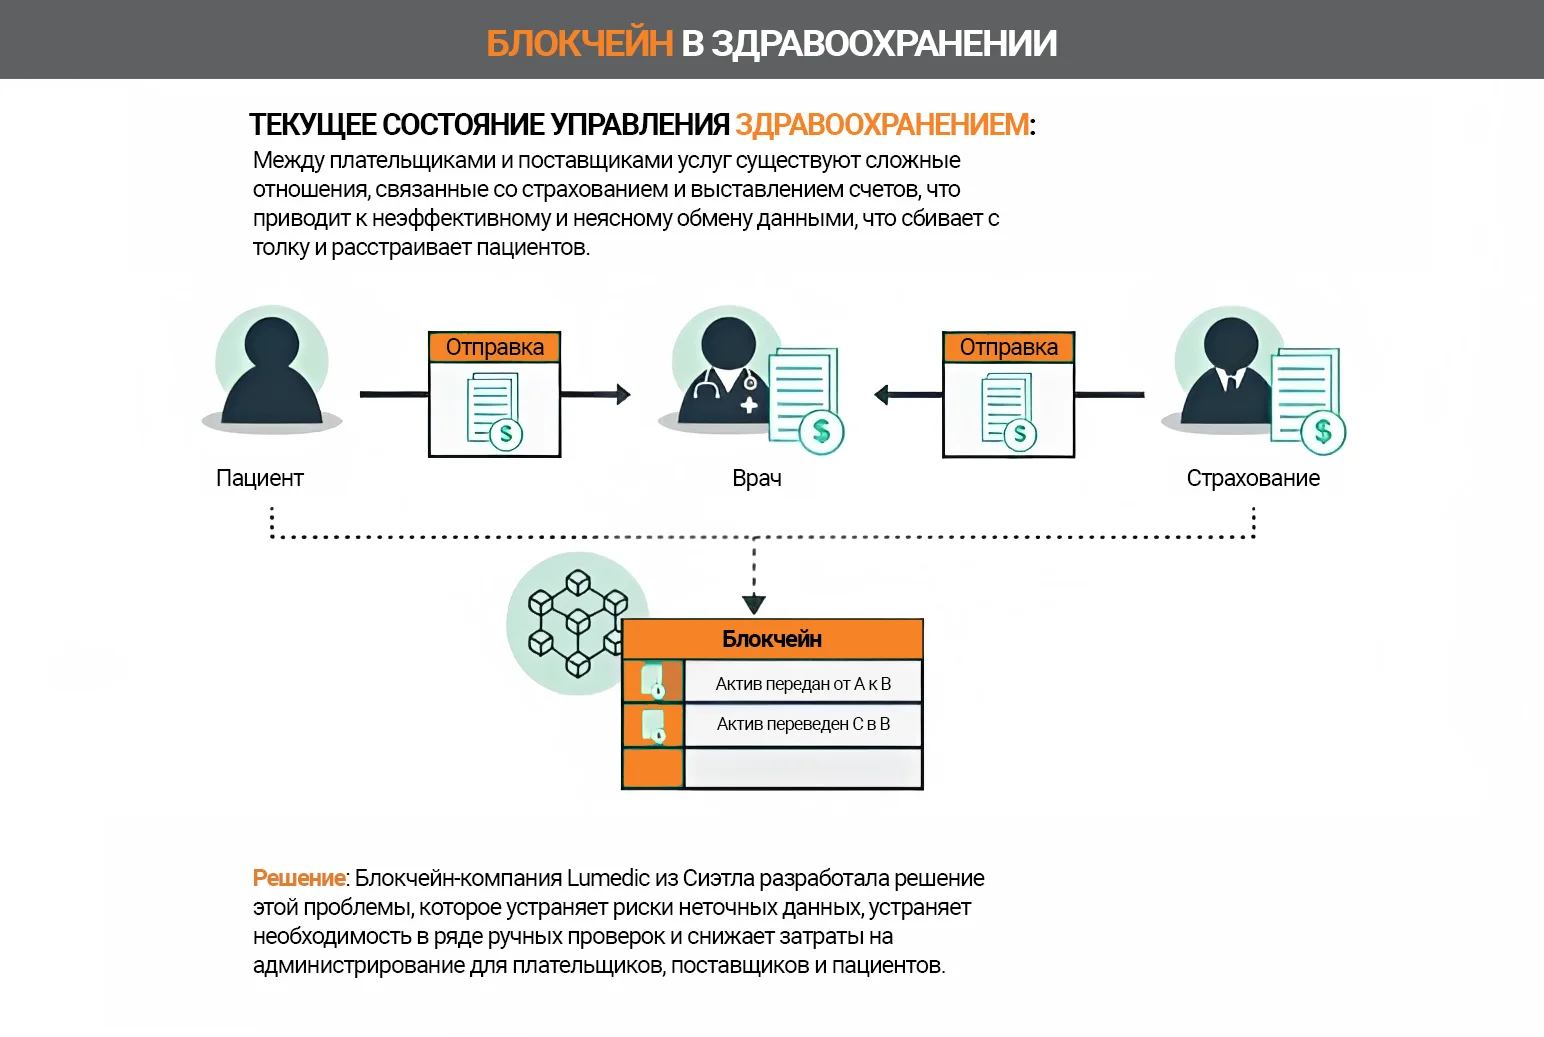 БЛОКЧЕЙН В ЗДРАВООХРАНЕНИИ
ТЕКУЩЕЕ СОСТОЯНИЕ УПРАВЛЕНИЯ ЗДРАВООХРАНЕНИЕМ:
Между плательщиками и поставщиками услуг существуют сложные
отношения, связанные со страхованием и выставлением счетов, что
приводит к неэффективному и неясному обмену данными, что сбивает с
толку и расстраивает пациентов.
Отправка
Отправка
$
$
$
$
Пациент
Врач
Страхование
Блокчейн
Актив передан от А к В
Актив переведен С в В
Решение: Блокчейн-компания Lumedic из Сиэтла разработала решение
этой проблемы, которое устраняет риски неточных данных, устраняет
необходимость в ряде ручных проверок и снижает затраты на
администрирование для плательщиков, поставщиков и пациентов.